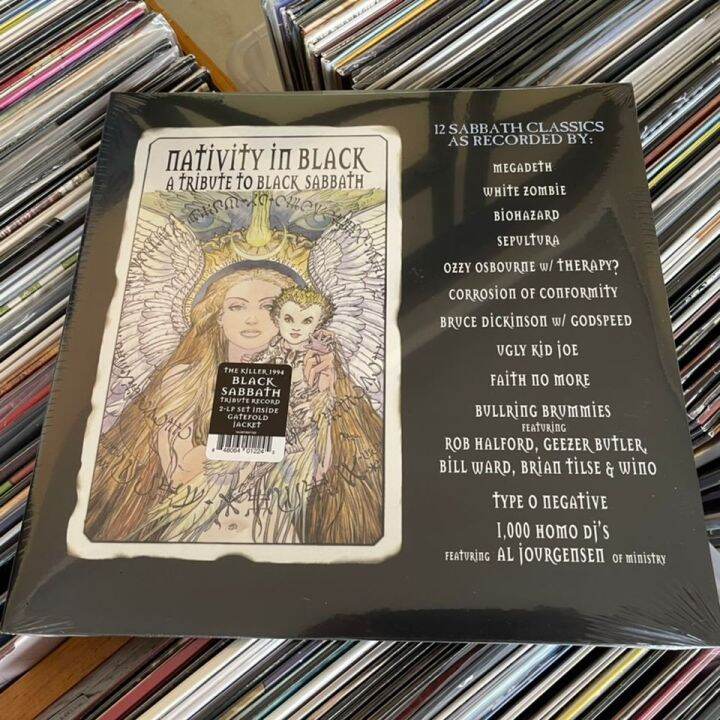 NATIVITY IN BLACK
A TRIBUTE TO BLACK SABBATH
THE KILLER 1994
BLACK
SABBATH
TRIBUTE RECORD
2-LP SET INSIDE
GATEFOLD
JACKET
12 SABBATH CLASSICS
AS RECORDED BY:
MEGADETH
WHITE ZOMBIE
BIOHAZARD
SEPULTURA
OZZY OSBOURNE W/ THERAPY?
CORROSION OF CONFORMITY
BRUCE DICKINSON W/ GODSPEED
UGLY KID JOE
FAITH NO MORE
BULLRING BRUMMIES
FEATURING
ROB HALFORD, GEEZER BUTLER,
BILL WARD, BRIAN TILSE & WINO
TYPE O NEGATIVE
1,000 HOMO DJ'S
FEATURING AL JOURGENSEN OF MINISTRY